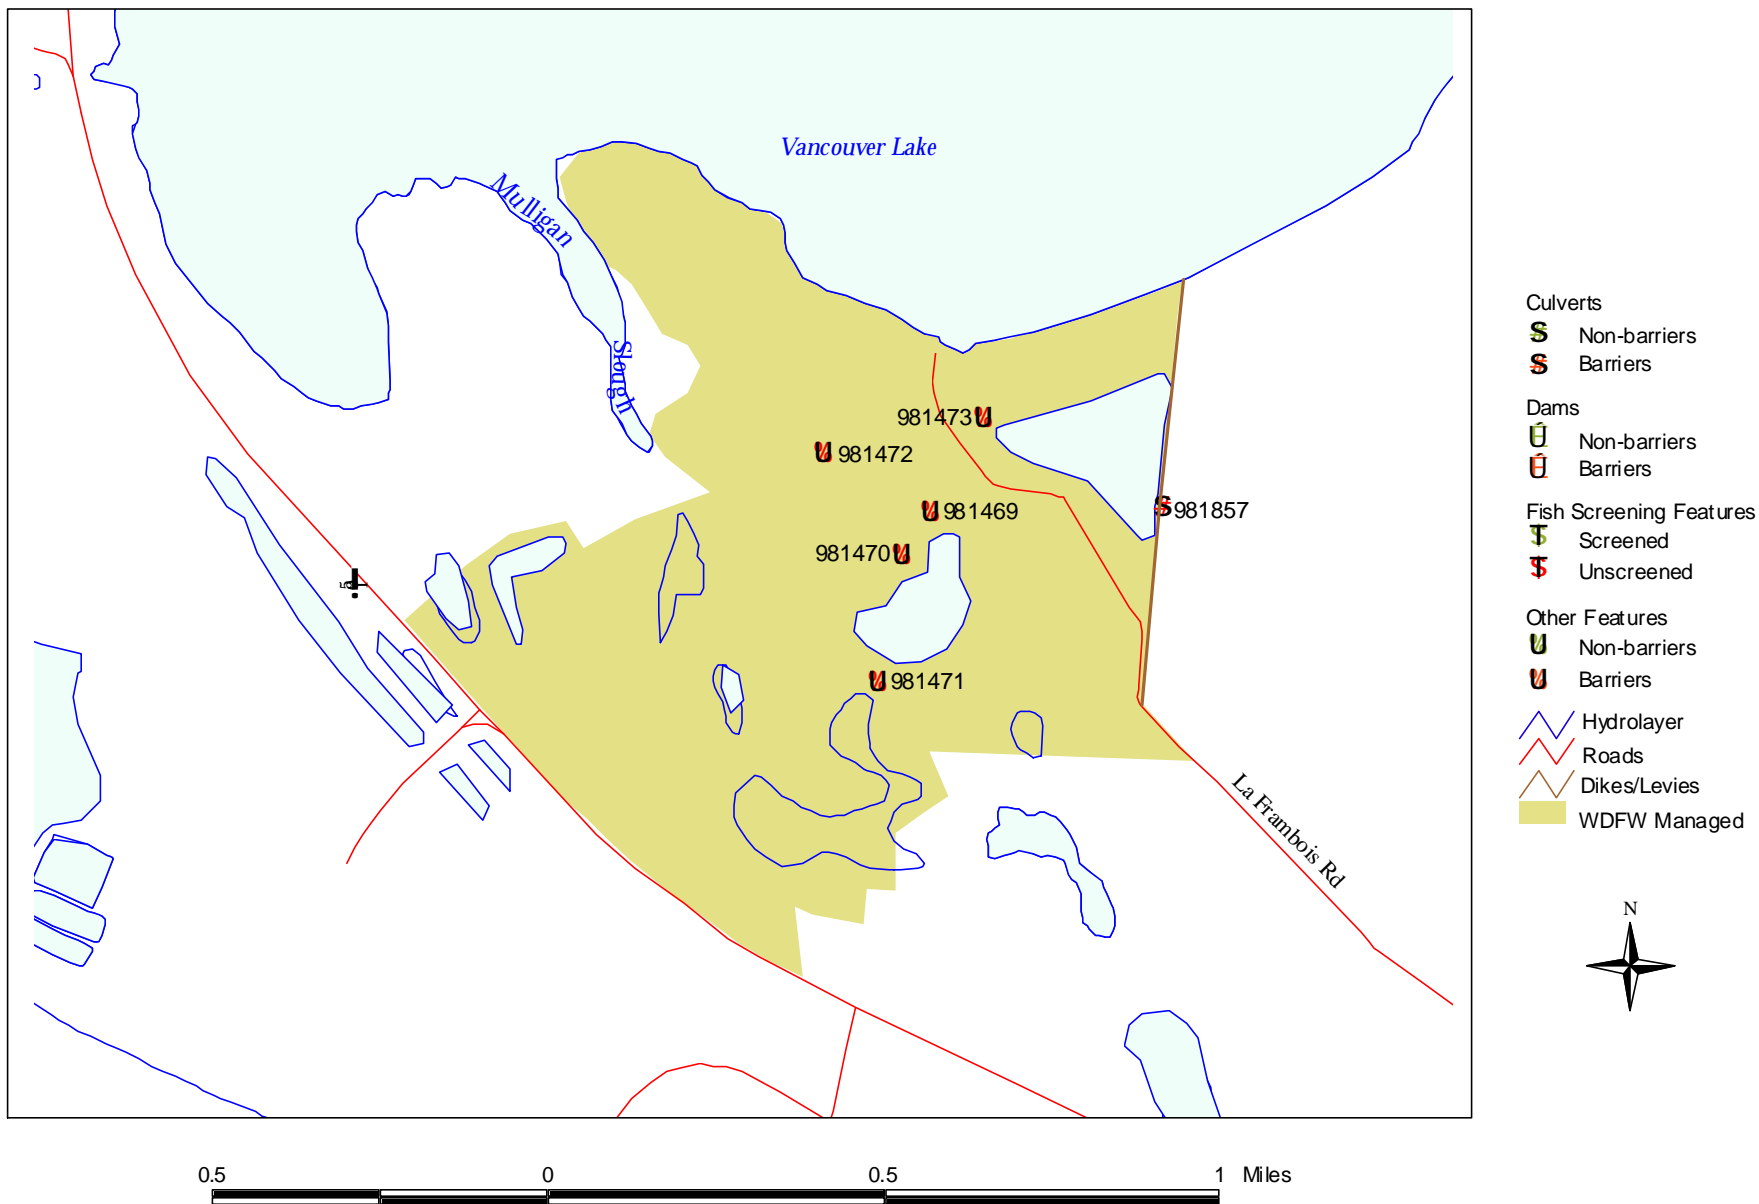 Vancouver Lake
Mulligan
Slough
981473
981472
981469
981857
981470
981471
La Frambois Rd
Culverts
Non-barriers
Barriers
Dams
Non-barriers
Barriers
Fish Screening Features
Screened
Unscreened
Other Features
Non-barriers
Barriers
Hydrolayer
Roads
Dikes/Levies
WDFW Managed
N
0.5 0 0.5 1 Miles